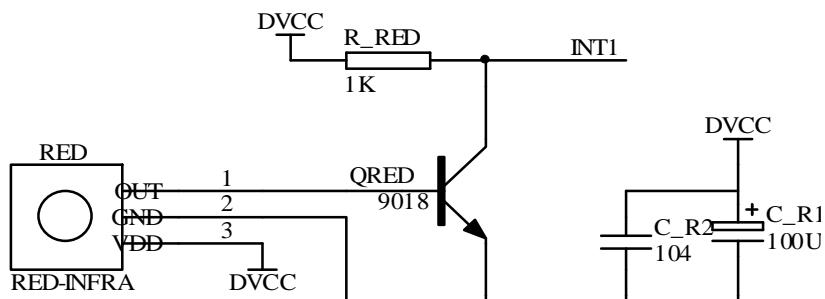 DVCC
R_RED
1K
INT1
DVCC
RED
OUT
GND
VDD
1
2
3
QRED
9018
DVCC
RED-INFRA
C_R2
104
+
C_R1
100U